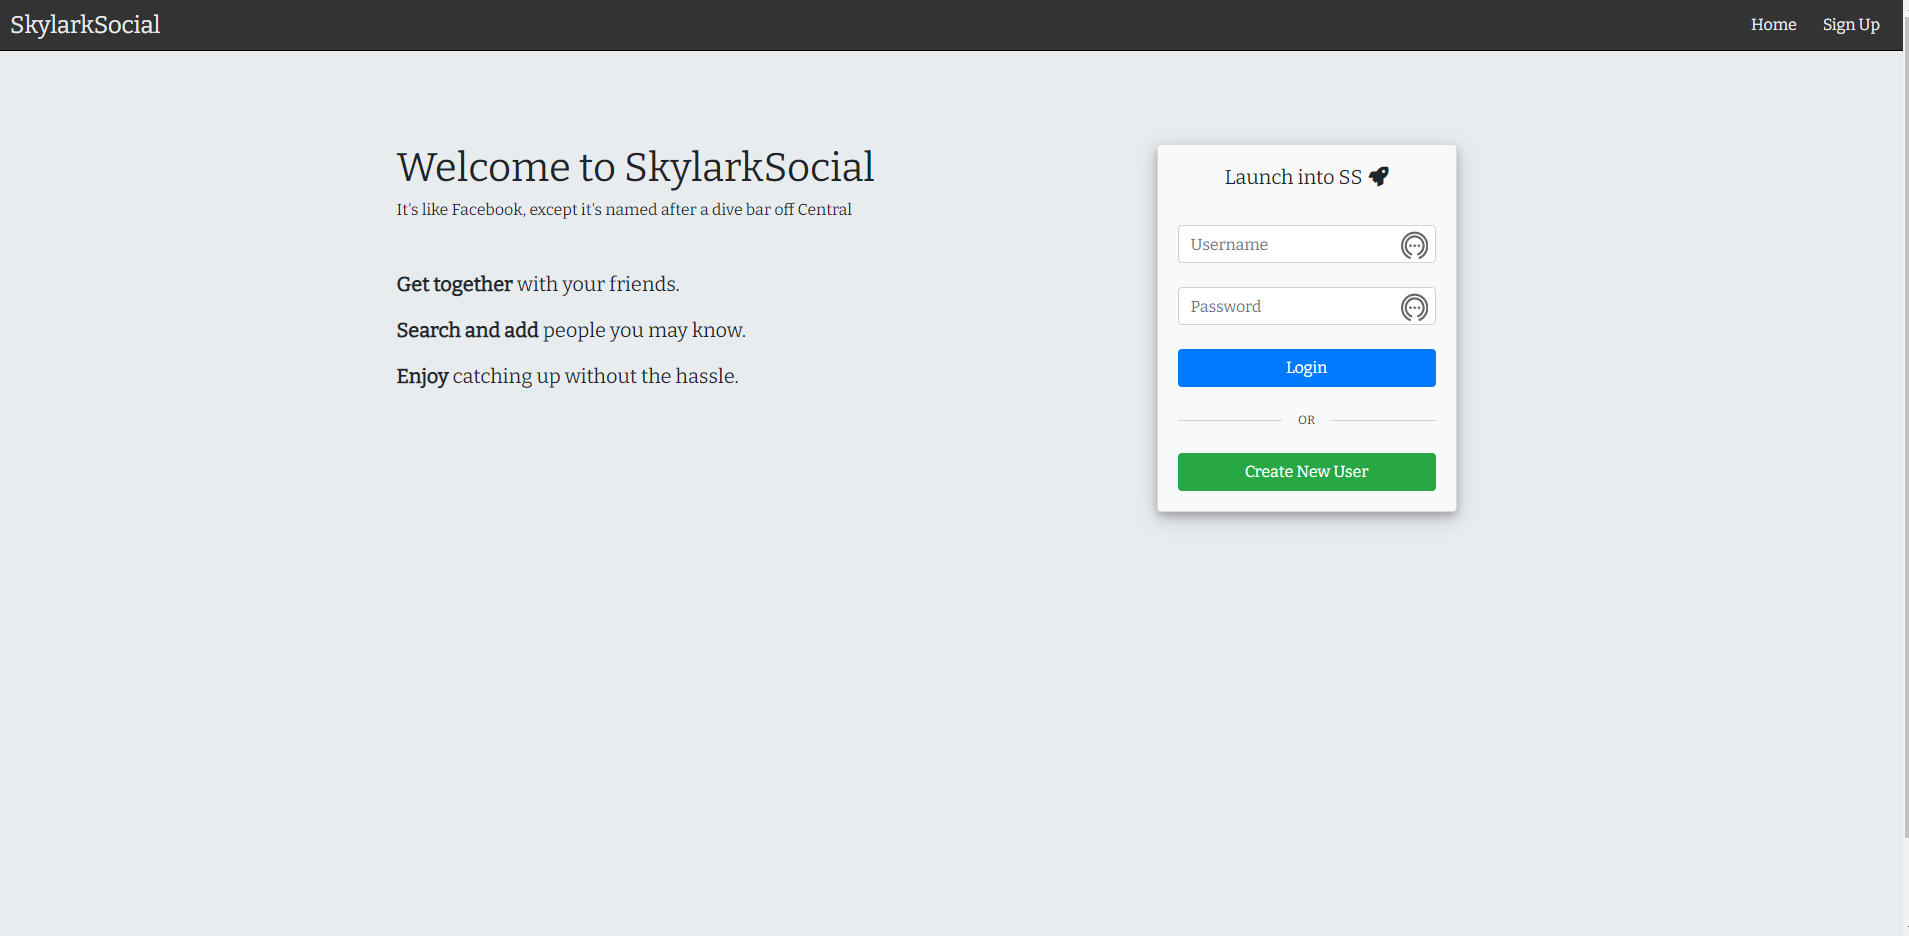 SkylarkSocial
Home
Sign Up
Welcome to SkylarkSocial
It's like Facebook, except it's named after a dive bar off Central
Get together with your friends.
Search and add people you may know.
Enjoy catching up without the hassle.
Launch into SS
Username
Password
Login
OR
Create New User